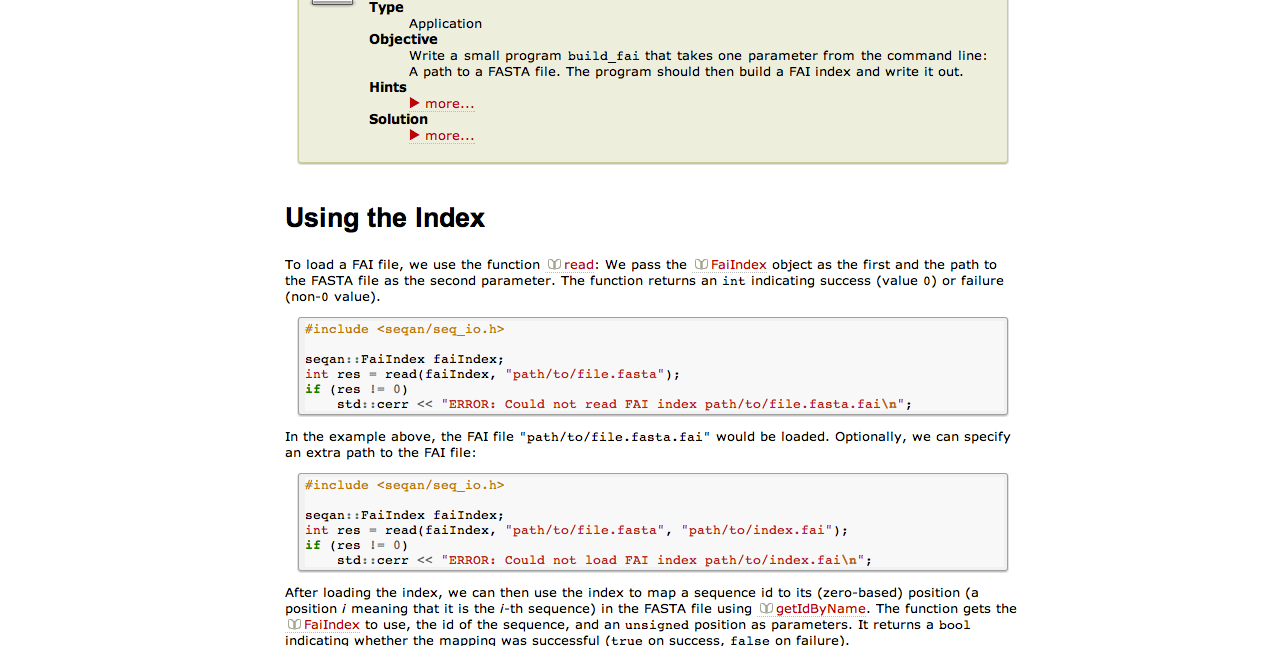 Type
Application
Objective
Write a small program build_fai that takes one parameter from the command line:
A path to a FASTA file. The program should then build a FAI index and write it out.
Hints
▶ more...
Solution
▶ more...
Using the Index
To load a FAI file, we use the function read: We pass the FaiIndex object as the first and the path to
the FASTA file as the second parameter. The function returns an int indicating success (value 0) or failure
(non-0 value).
#include <seqan/seq_io.h>
seqan::FaiIndex faiIndex;
int res = read(faiIndex, "path/to/file.fasta");
if (res != 0)
    std::cerr << "ERROR: Could not read FAI index path/to/file.fasta.fai\n";
In the example above, the FAI file "path/to/file.fasta.fai" would be loaded. Optionally, we can specify
an extra path to the FAI file:
#include <seqan/seq_io.h>
seqan::FaiIndex faiIndex;
int res = read(faiIndex, "path/to/file.fasta", "path/to/index.fai");
if (res != 0)
    std::cerr << "ERROR: Could not load FAI index path/to/index.fai\n";
After loading the index, we can then use the index to map a sequence id to its (zero-based) position (a
position i meaning that it is the i-th sequence) in the FASTA file using getIdByName. The function gets the
FaiIndex to use, the id of the sequence, and an unsigned position as parameters. It returns a bool
indicating whether the mapping was successful (true on success, false on failure).